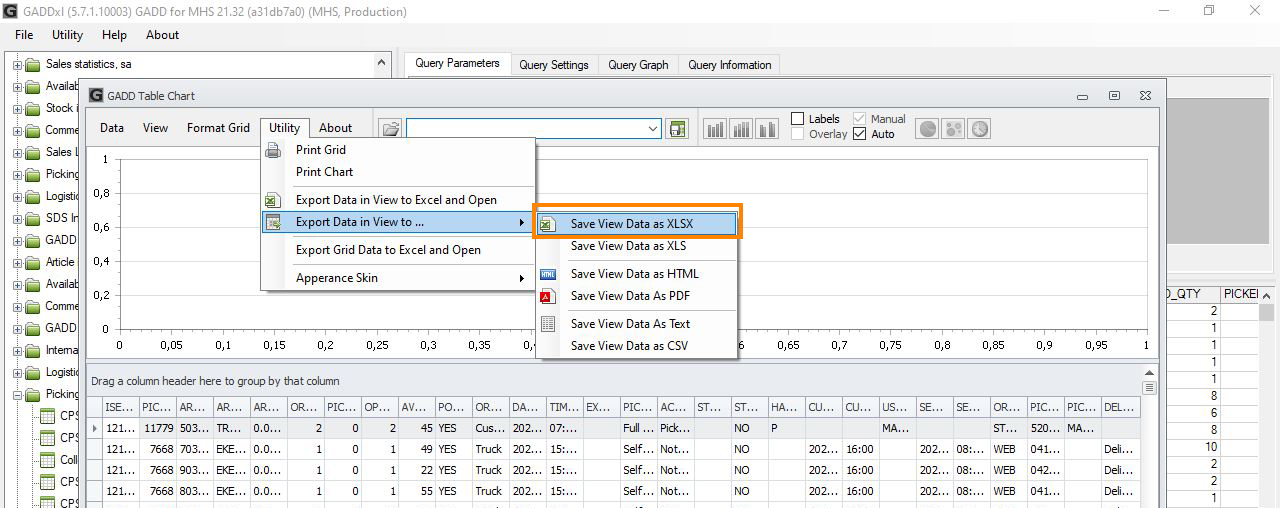 GADDxl (5.7.1.10003) GADD for MHS 21.32 (a31db7a0) (MHS, Production)
File Utility Help About
Sales statistics, sa
Availab
Stock i
Comme
Sales L
Picking
Logisti
SDS In
GADD
Article i
Availab
Comme
GADD
Interna
Logisti
Picking
CPS
CPS
Colle
CPS
CPS
Query Parameters Query Settings Query Graph Query Information
GADD Table Chart
Data View Format Grid Utility About
Labels Manual
Overlay Auto
Print Grid
Print Chart
Export Data in View to Excel and Open
Export Data in View to ...
Export Grid Data to Excel and Open
Apperance Skin
Save View Data as XLSX
Save View Data as XLS
Save View Data as HTML
Save View Data As PDF
Save View Data As Text
Save View Data as CSV
1
0,8
0,6
0,4
0,2
0
0 0,05 0,1 0,15 0,2 0,25 0,3 0,35 0,4 0,45 0,6 0,65 0,7 0,75 0,8 0,85 0,9 0,95 1
D_QTY PICKER
2
1
1
1
1
8
6
8
10
2
2
1
Drag a column header here to group by that column
ISE... PIC... AR... AR... AR... OR... PIC... OP... AV... PO... OR... DA... TIM... EX... PIC... AC... ST... ST... HA... CU... CU... US... SE... SE... OR... PIC... PIC... DEL...
121... 11779 503... TR... 0.0... 2 0 2 45 YES Cus... 202... 07:... Full ... Pick... NO P MA... ST... 520... MA...
121... 7668 703... EKE... 0.0... 1 0 1 49 YES Truck 202... 15:... Self... Not... NO 202... 16:00 202... 08:... WEB 041... Deli...
121... 7668 903... EKE... 0.0... 1 0 1 22 YES Truck 202... 15:... Self... Not... NO 202... 16:00 202... 08:... WEB 042... Deli...
121... 7668 803... EKE... 0.0... 1 0 1 55 YES Truck 202... 15:... Self... Not... NO 202... 16:00 202... 08:... WEB 041... Deli...